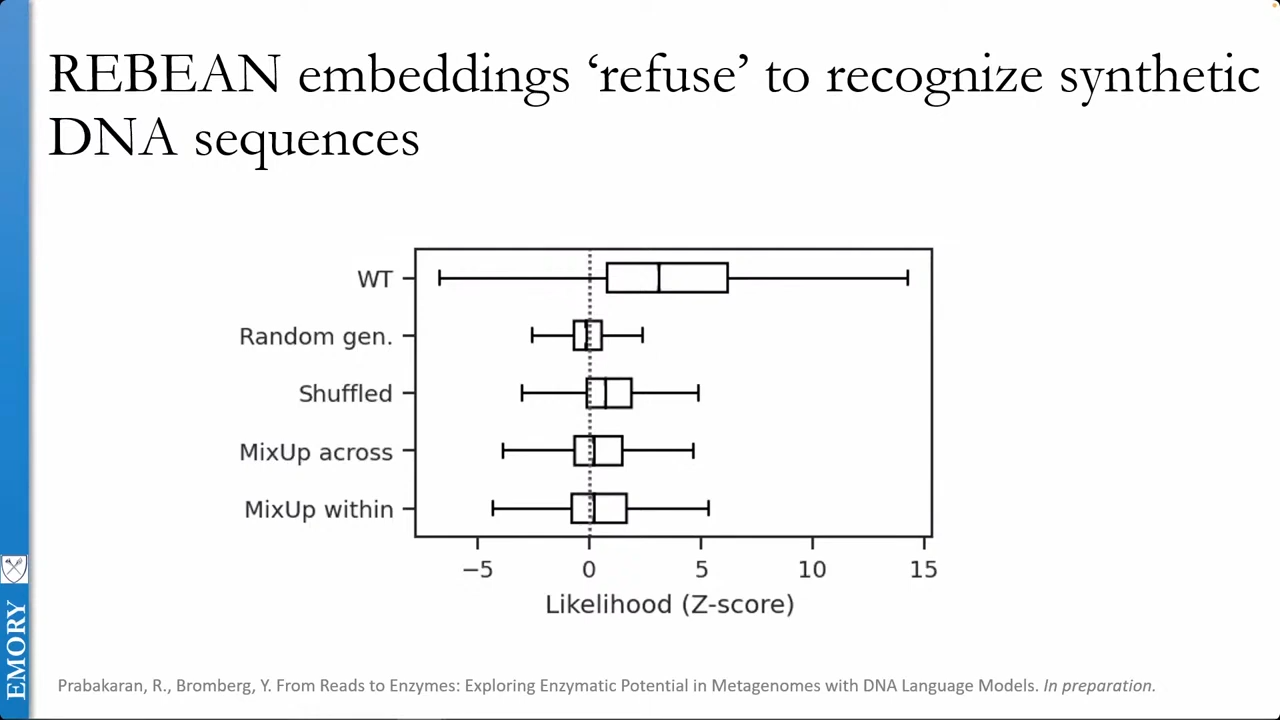 REBEAN embeddings ‘refuse’ to recognize synthetic
DNA sequences
WT
Random gen.
Shuffled
MixUp across
MixUp within
−5 0 5 10 15
Likelihood (Z-score)
EMORY
Prabakaran, R., Bromberg, Y. From Reads to Enzymes: Exploring Enzymatic Potential in Metagenomes with DNA Language Models. In preparation.